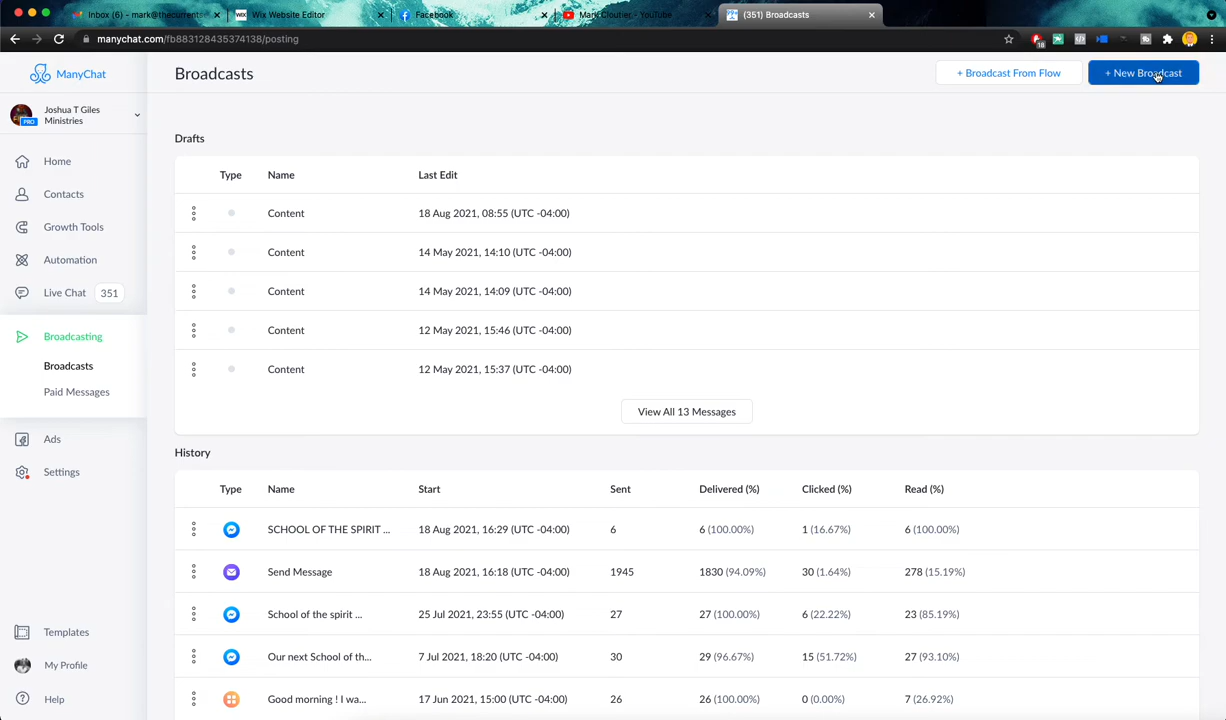 Inbox (6) - mark@thecurrent
Wix Website Editor
Facebook
Mark Cloutier - YouTube
(351) Broadcasts
manychat.com/fb883128435374138/posting
18
ManyChat
Broadcasts
+ Broadcast From Flow
+ New Broadcast
Joshua T Giles
Ministries
PRO
Home
Contacts
Growth Tools
Automation
Live Chat 351
Broadcasting
Broadcasts
Paid Messages
Ads
Settings
Templates
My Profile
Help
Drafts
Type Name Last Edit
Content 18 Aug 2021, 08:55 (UTC -04:00)
Content 14 May 2021, 14:10 (UTC -04:00)
Content 14 May 2021, 14:09 (UTC -04:00)
Content 12 May 2021, 15:46 (UTC -04:00)
Content 12 May 2021, 15:37 (UTC -04:00)
View All 13 Messages
History
Type Name Start Sent Delivered (%) Clicked (%) Read (%)
SCHOOL OF THE SPIRIT ... 18 Aug 2021, 16:29 (UTC -04:00) 6 6 (100.00%) 1 (16.67%) 6 (100.00%)
Send Message 18 Aug 2021, 16:18 (UTC -04:00) 1945 1830 (94.09%) 30 (1.64%) 278 (15.19%)
School of the spirit ... 25 Jul 2021, 23:55 (UTC -04:00) 27 27 (100.00%) 6 (22.22%) 23 (85.19%)
Our next School of th... 7 Jul 2021, 18:20 (UTC -04:00) 30 29 (96.67%) 15 (51.72%) 27 (93.10%)
Good morning ! I wa... 17 Jun 2021, 15:00 (UTC -04:00) 26 26 (100.00%) 0 (0.00%) 7 (26.92%)